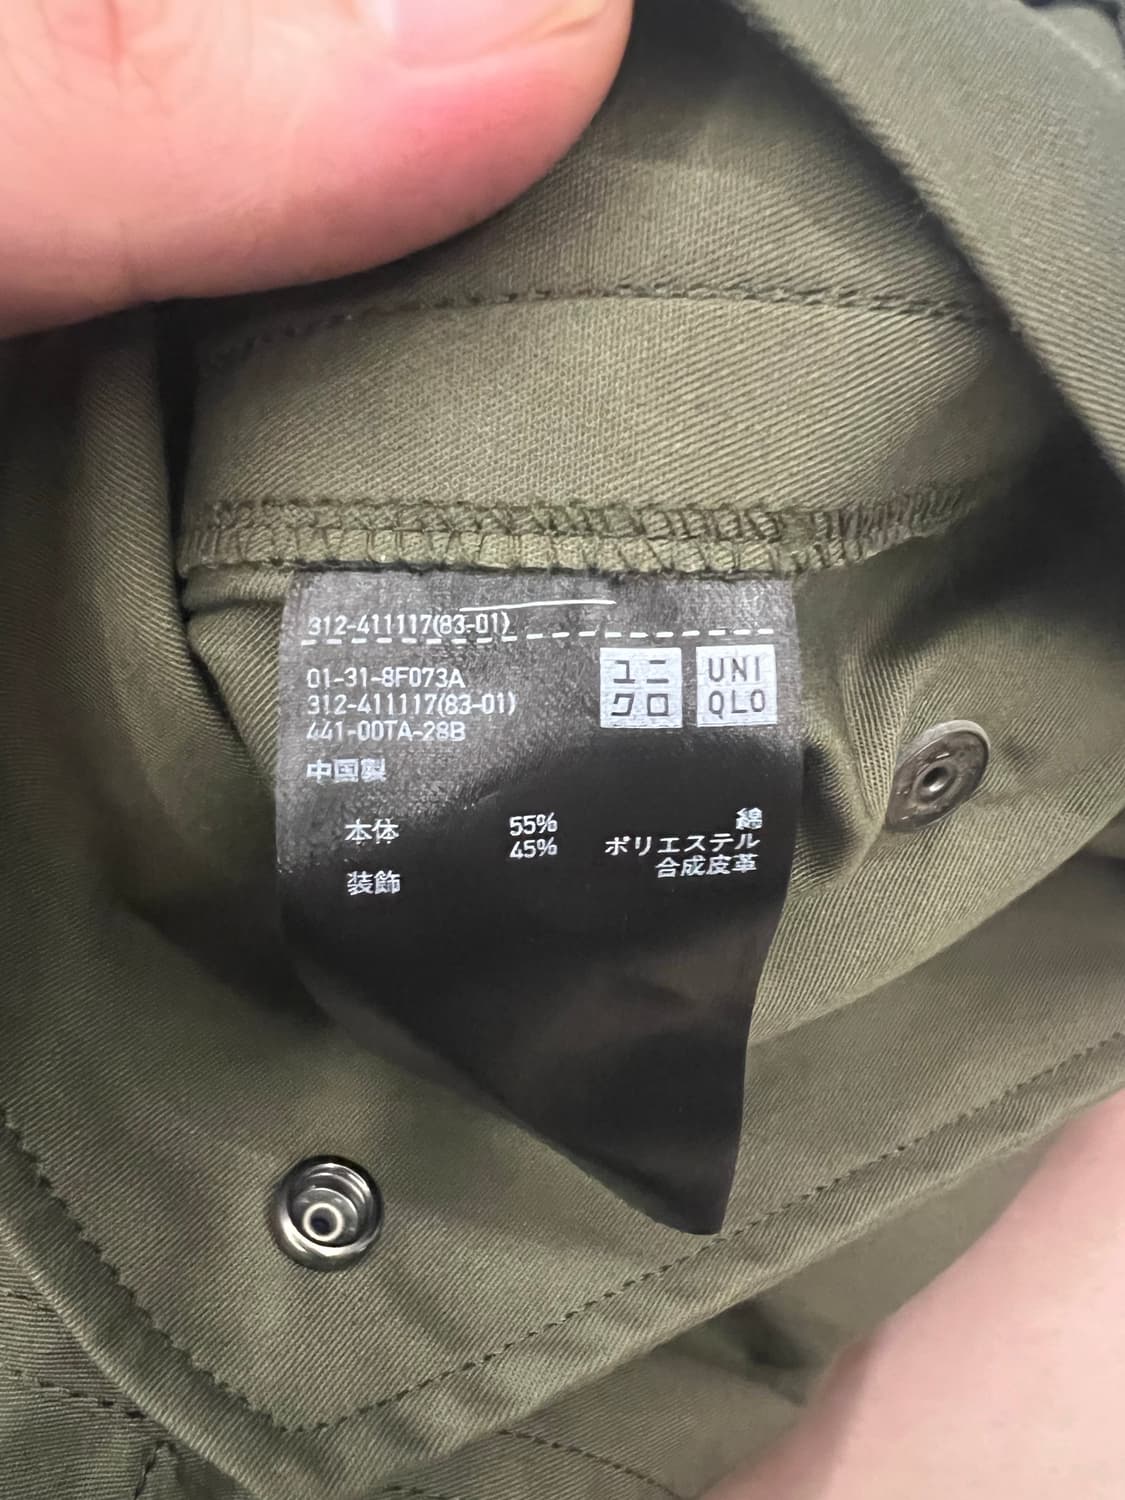 312-411117(83-01)
01-31-8F073A
312-411117(83-01)
441-00TA-28B
ユニ
クロ
UNI
QLO
中国製
本体 55% 綿
45% ポリエステル
装飾 合成皮革